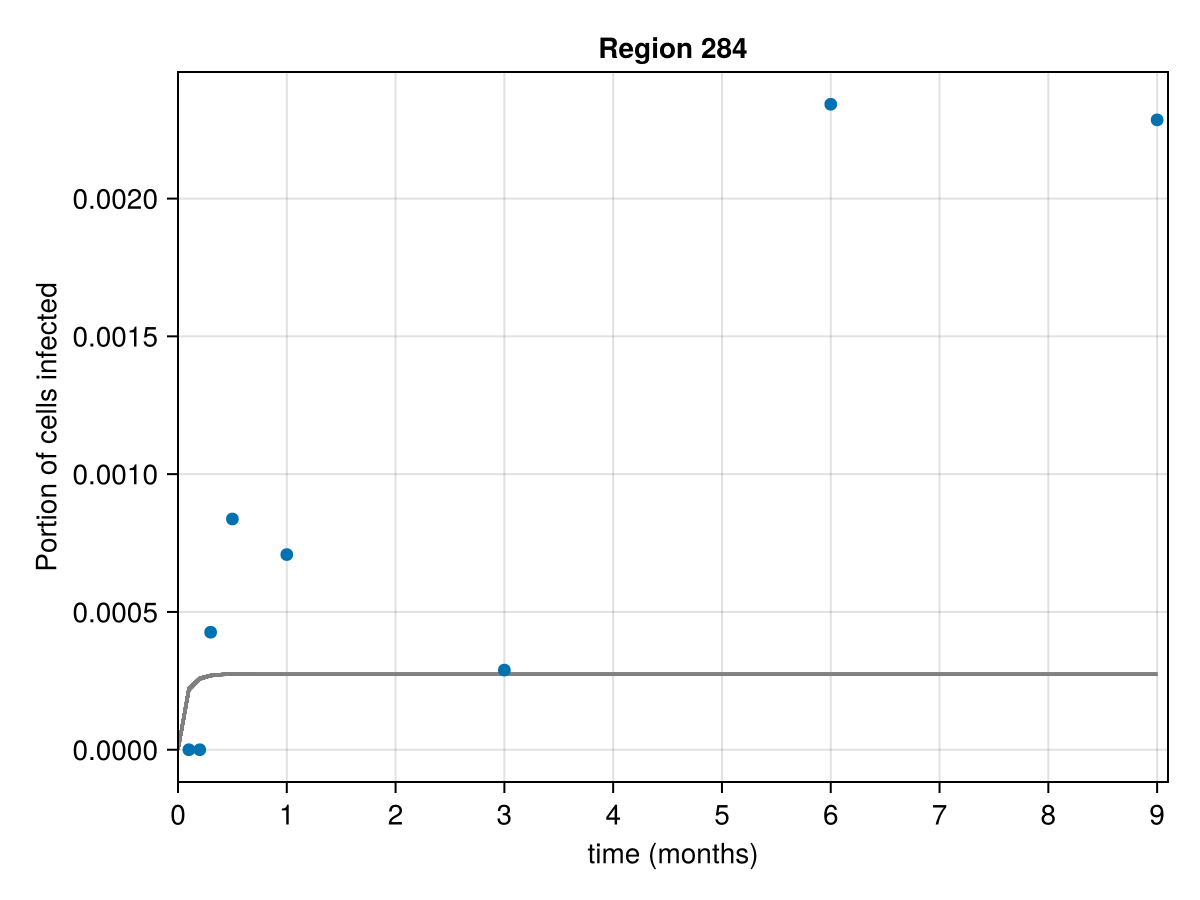 Region 284
Portion of cells infected
0.0020
0.0015
0.0010
0.0005
0.0000
0 1 2 3 4 5 6 7 8 9
time (months)